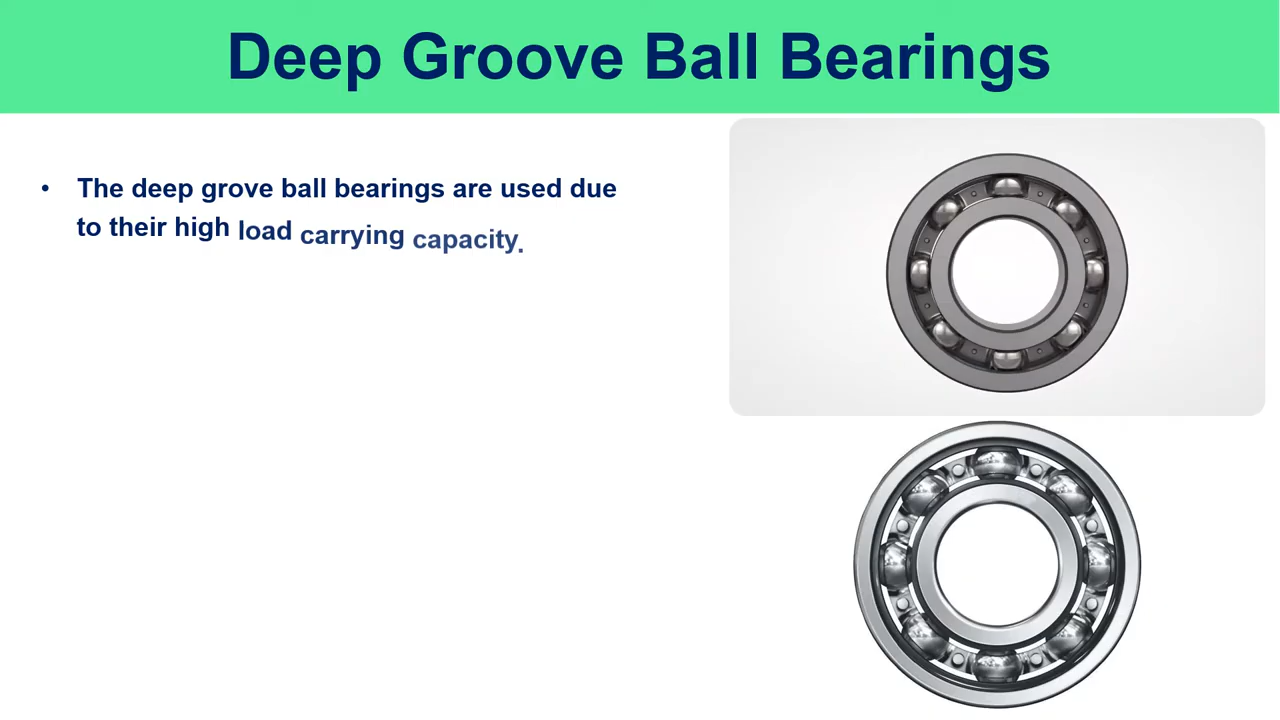 Deep Groove Ball Bearings
• The deep grove ball bearings are used due
to their high load carrying capacity.